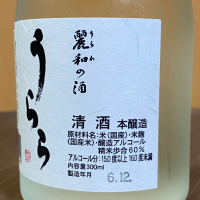 うらら
麗和の酒
うらわ
清酒 本醸造
原材料名:米(国産)・米麹
(国産米)・醸造アルコール
精米歩合60%
アルコール分:15.0度以上16.0度未満
内容量300ml
製造年月
6.12.